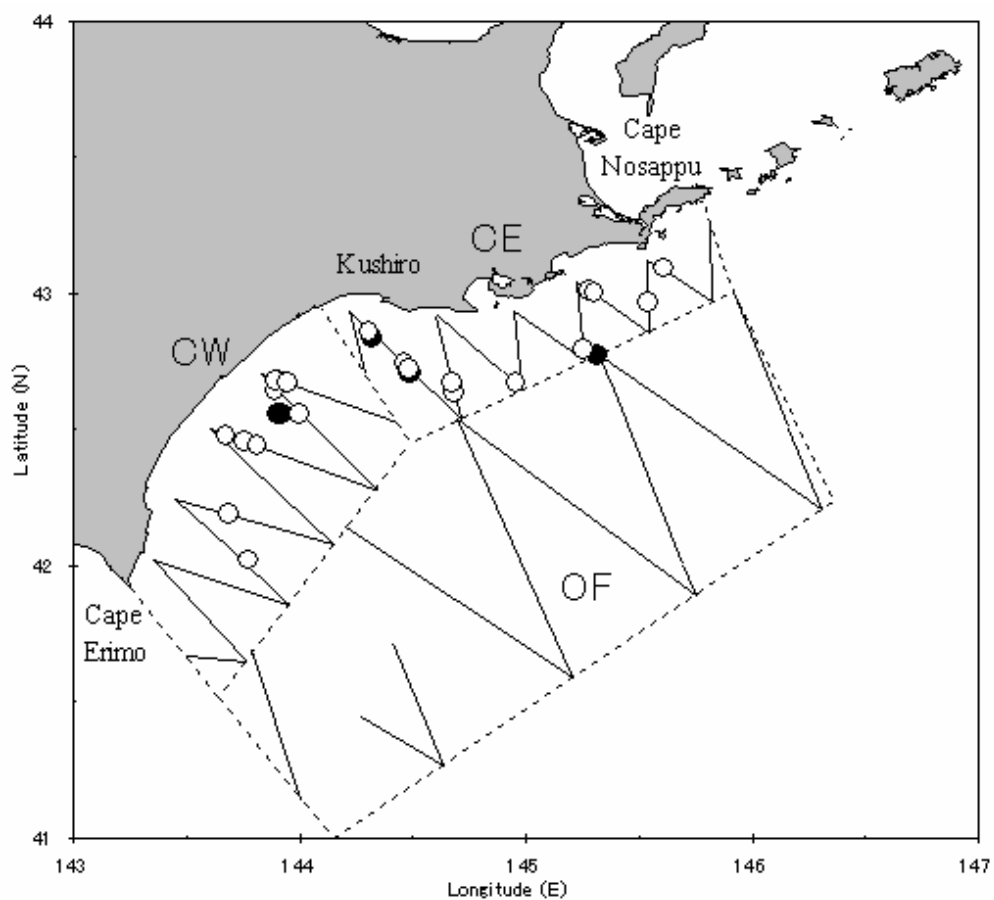 44
Cape
Nosappu
CE
Kushiro
43
CW
Latitude (N)
42
OF
Cape
Erimo
41
143
144
145
146
147
Longitude (E)